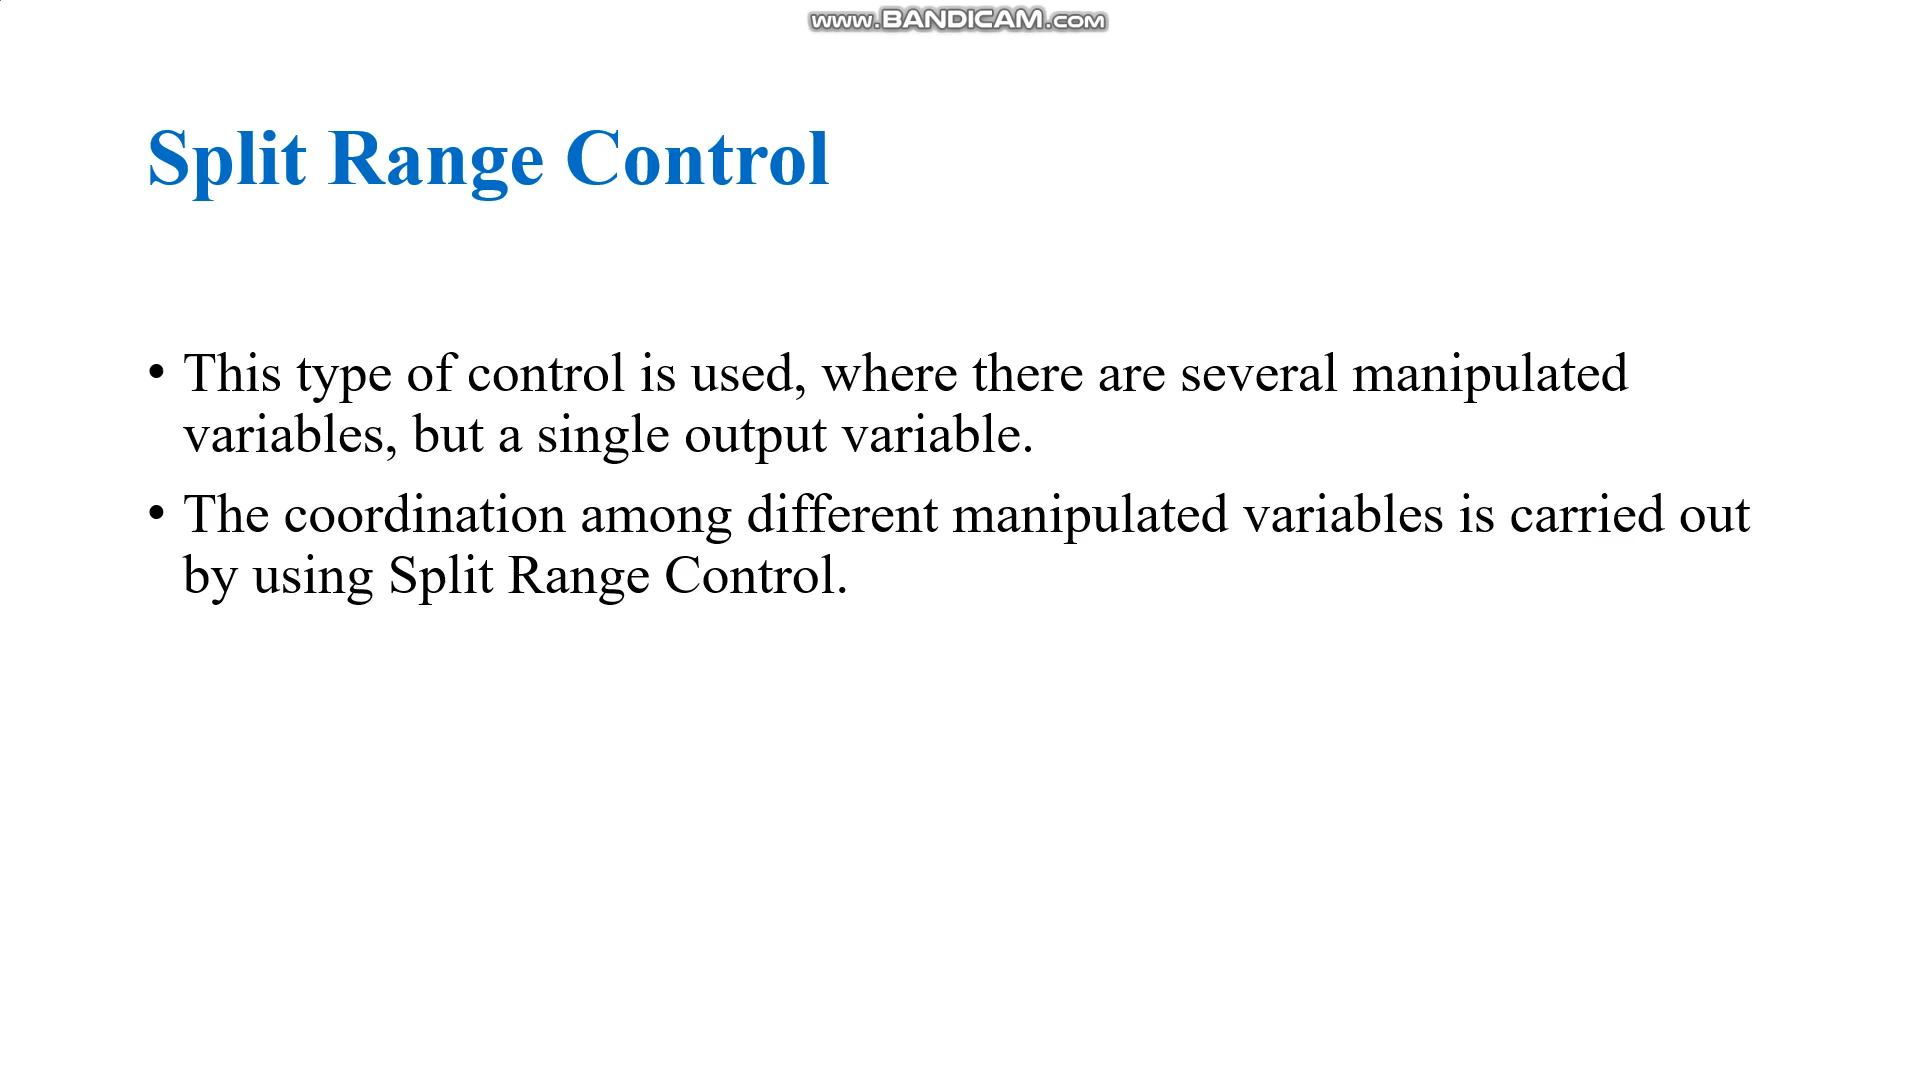 www.BANDICAM.com
Split Range Control
• This type of control is used, where there are several manipulated
variables, but a single output variable.
• The coordination among different manipulated variables is carried out
by using Split Range Control.